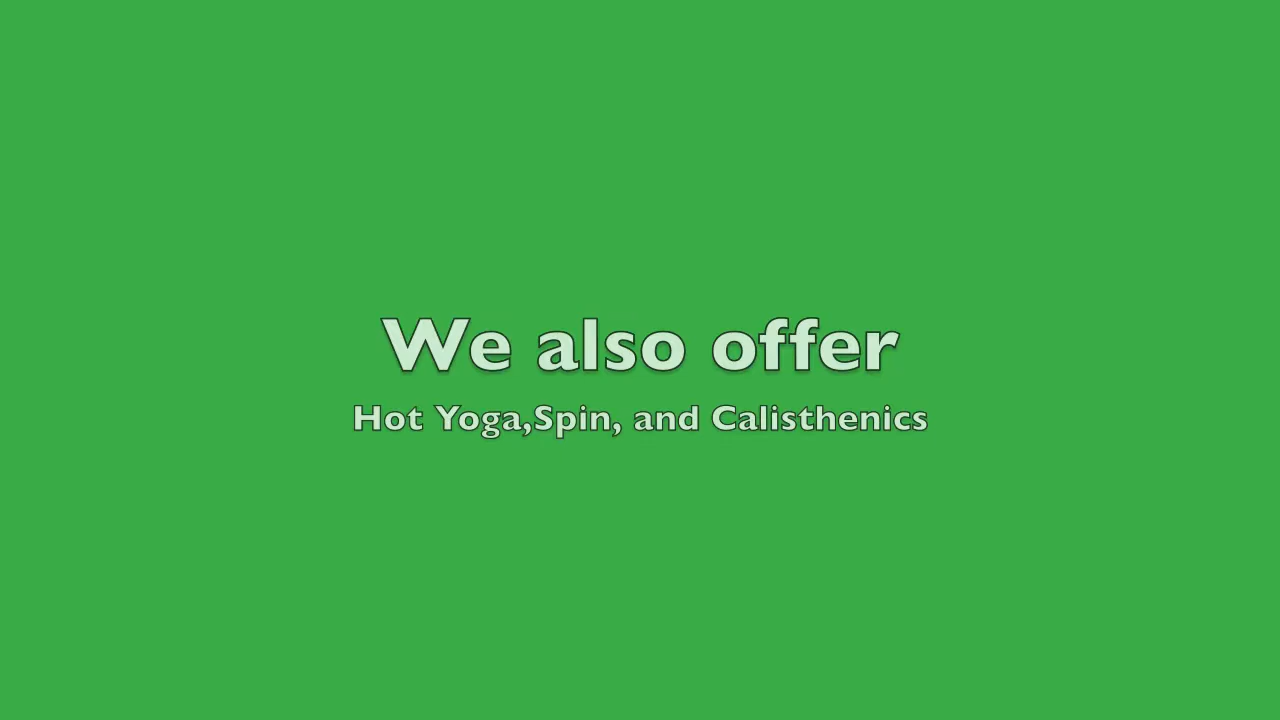 We also offer
Hot Yoga,Spin, and Calisthenics